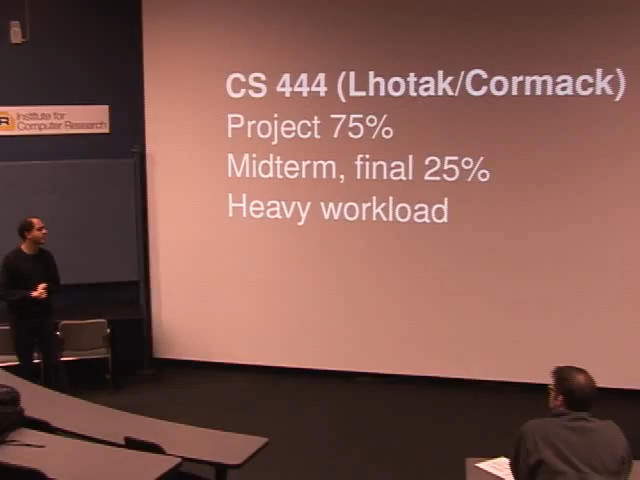 CS 444 (Lhotak/Cormack)
Project 75%
Midterm, final 25%
Heavy workload
R
Institute for
Computer Research